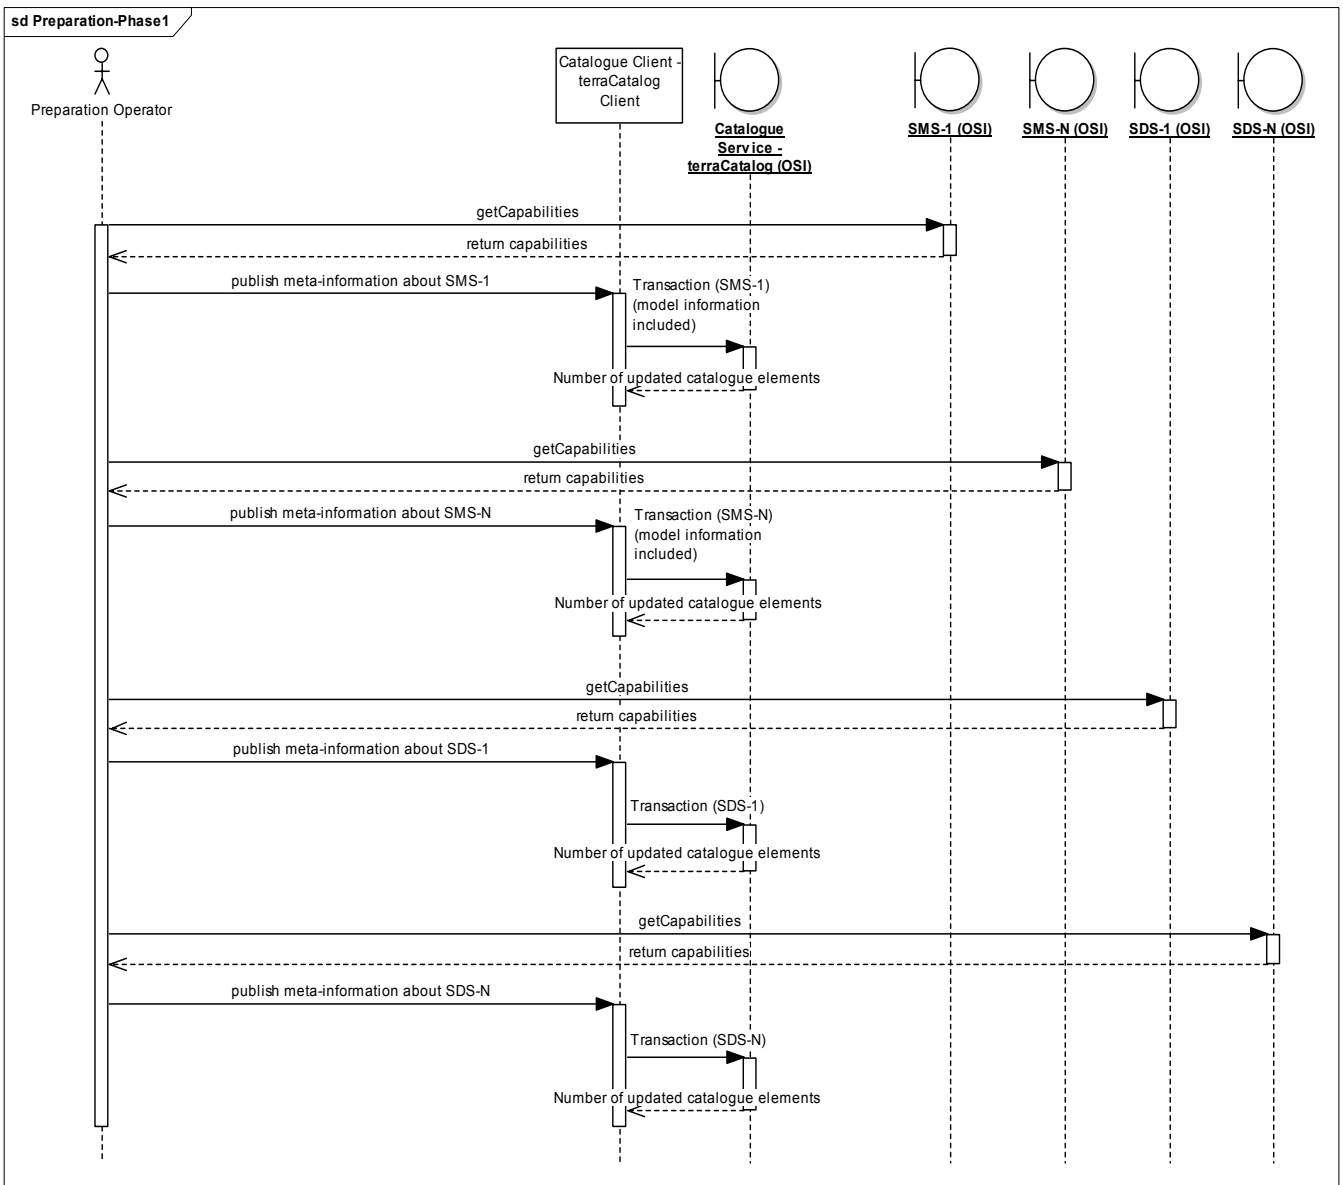 sd Preparation-Phase1
Preparation Operator
Catalogue Client -
terraCatalog
Client
Catalogue
Service -
terraCatalog (OSI)
SMS-1 (OSI)
SMS-N (OSI)
SDS-1 (OSI)
SDS-N (OSI)
getCapabilities
return capabilities
publish meta-information about SMS-1
Transaction (SMS-1)
(model information
included)
Number of updated catalogue elements
getCapabilities
return capabilities
publish meta-information about SMS-N
Transaction (SMS-N)
(model information
included)
Number of updated catalogue elements
getCapabilities
return capabilities
publish meta-information about SDS-1
Transaction (SDS-1)
Number of updated catalogue elements
getCapabilities
return capabilities
publish meta-information about SDS-N
Transaction (SDS-N)
Number of updated catalogue elements